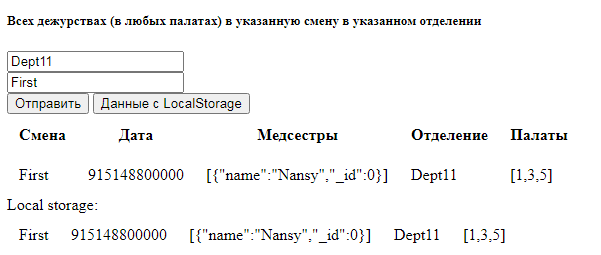 Всех дежурствах (в любых палатах) в указанную смену в указанном отделении
Dept11
First
Отправить Данные с LocalStorage
Смена Дата Медсестры Отделение Палаты
First 915148800000 [{"name":"Nansy","_id":0}] Dept11 [1,3,5]
Local storage:
First 915148800000 [{"name":"Nansy","_id":0}] Dept11 [1,3,5]